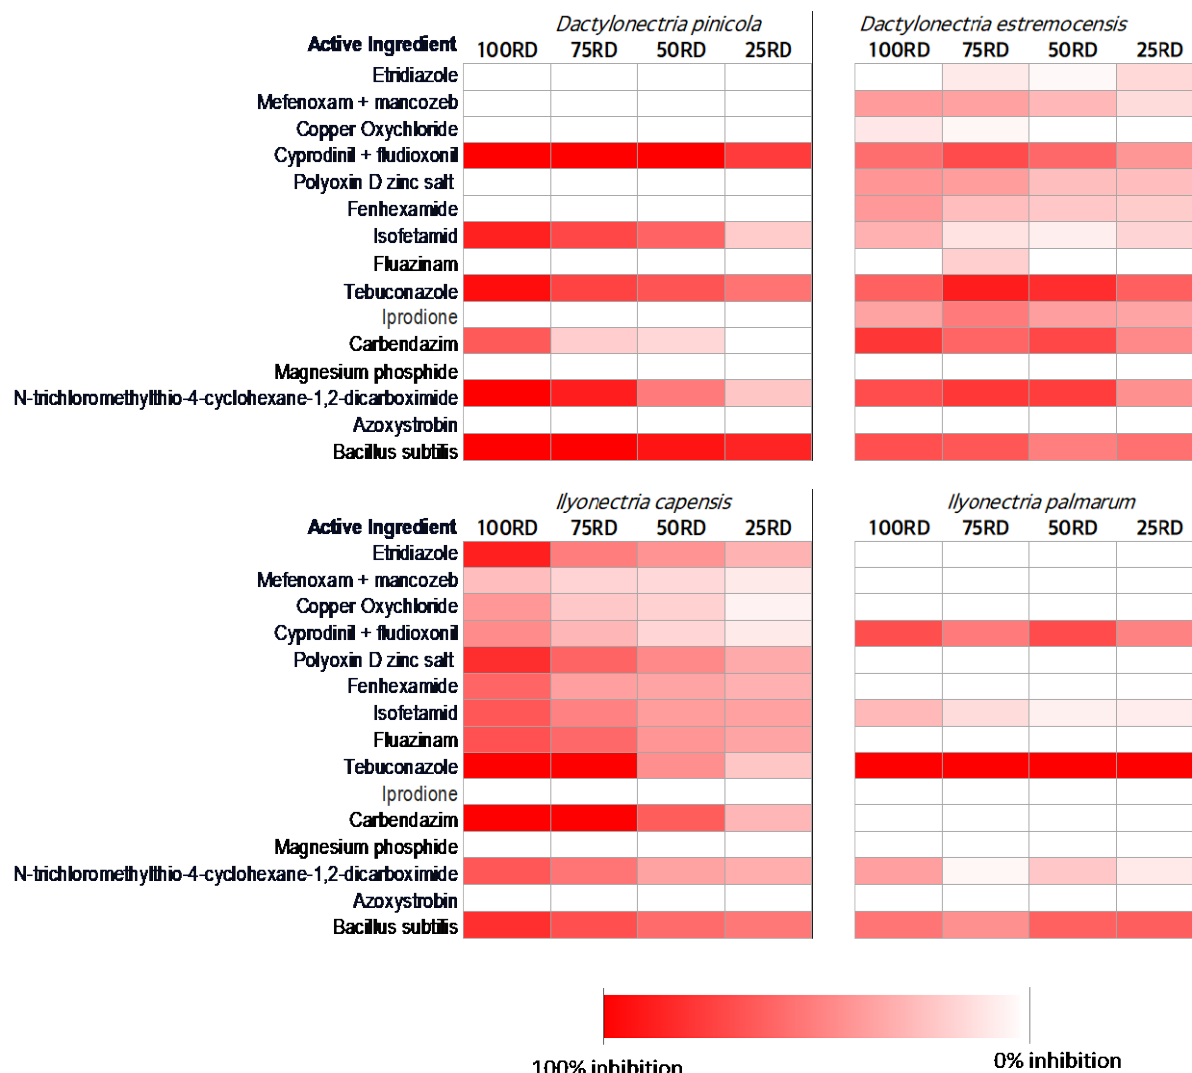 Dactylonectria pinicola Dactylonectria estremocensis
Active Ingredient 100RD 75RD 50RD 25RD 100RD 75RD 50RD 25RD
Etridiazole
Mefenoxam + mancozeb
Copper Oxychloride
Cyprodinil + fludioxonil
Polyoxin D zinc salt
Fenhexamide
Isofetamid
Fluazinam
Tebuconazole
Iprodione
Carbendazim
Magnesium phosphide
N-trichloromethylthio-4-cyclohexane-1,2-dicarboximide
Azoxystrobin
Bacillus subtilis
Ilyonectria capensis Ilyonectria palmarum
Active Ingredient 100RD 75RD 50RD 25RD 100RD 75RD 50RD 25RD
Etridiazole
Mefenoxam + mancozeb
Copper Oxychloride
Cyprodinil + fludioxonil
Polyoxin D zinc salt
Fenhexamide
Isofetamid
Fluazinam
Tebuconazole
Iprodione
Carbendazim
Magnesium phosphide
N-trichloromethylthio-4-cyclohexane-1,2-dicarboximide
Azoxystrobin
Bacillus subtilis
100% inhibition 0% inhibition